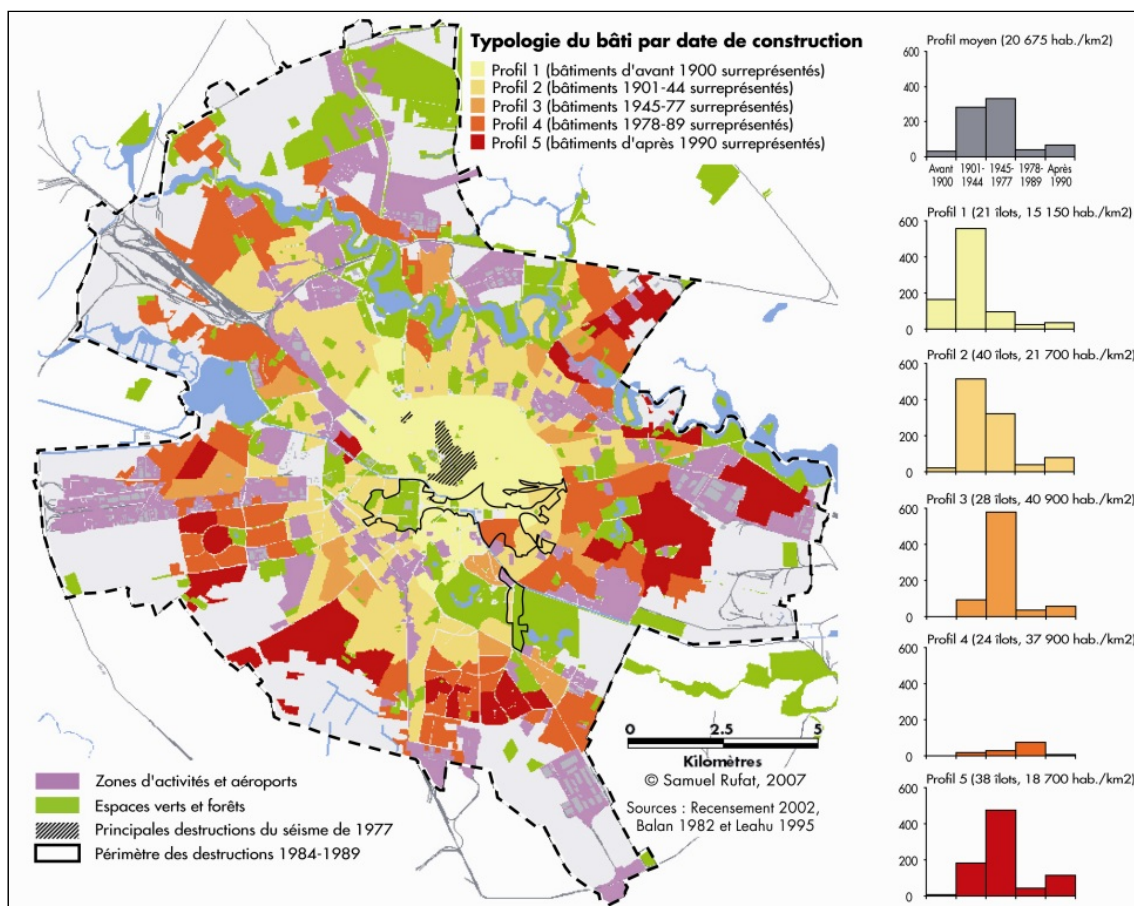 Typologie du bâti par date de construction
Profil 1 (bâtiments d'avant 1900 surreprésentés)
Profil 2 (bâtiments 1901-44 surreprésentés)
Profil 3 (bâtiments 1945-77 surreprésentés)
Profil 4 (bâtiments 1978-89 surreprésentés)
Profil 5 (bâtiments d'après 1990 surreprésentés)
Zones d'activités et aéroports
Espaces verts et forêts
Principales destructions du séisme de 1977
Périmètre des destructions 1984-1989
0 2.5 5
Kilomètres
© Samuel Rufat, 2007
Sources : Recensement 2002,
Balan 1982 et Leahu 1995
Profil moyen (20 675 hab./km2)
600
400
200
0
Avant 1900
1901-1944
1945-1977
1978-1989
Après 1990
Profil 1 (21 îlots, 15 150 hab./km2)
600
400
200
0
Profil 2 (40 îlots, 21 700 hab./km2)
600
400
200
0
Profil 3 (28 îlots, 40 900 hab./km2)
600
400
200
0
Profil 4 (24 îlots, 37 900 hab./km2)
600
400
200
0
Profil 5 (38 îlots, 18 700 hab./km2)
600
400
200
0